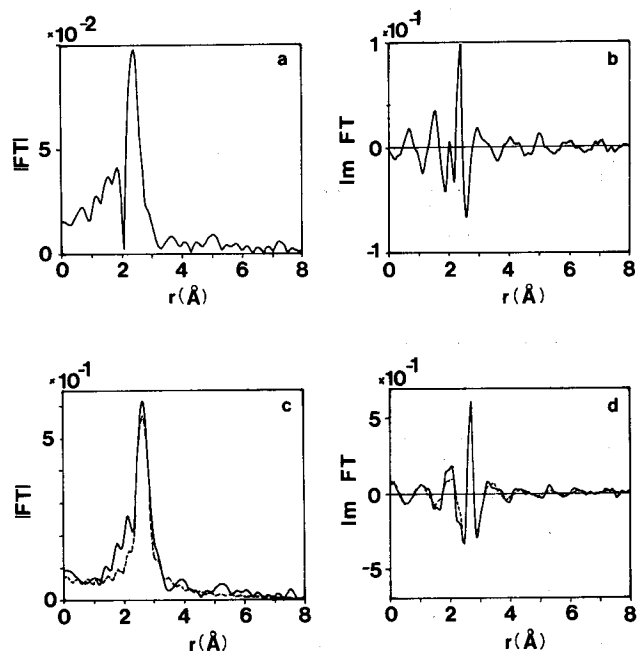 ×10⁻²
a
|FT|
5
0
0 2 4 6 8
r(Å)
×10⁻¹
b
Im FT
1
0
-1
0 2 4 6 8
r(Å)
×10⁻¹
c
|FT|
5
0
0 2 4 6 8
r(Å)
×10⁻¹
d
Im FT
5
0
-5
0 2 4 6 8
r(Å)